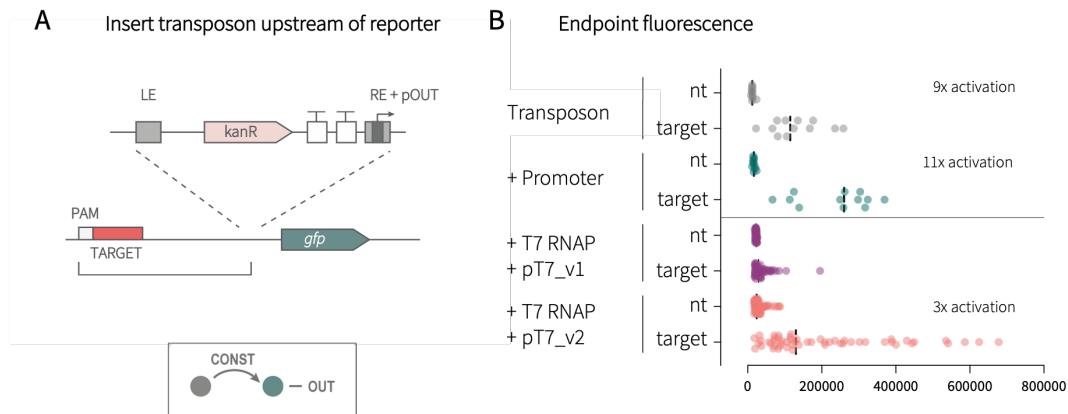 A
Insert transposon upstream of reporter
LE
RE + pOUT
kanR
PAM
TARGET
gfp
CONST
OUT
B
Endpoint fluorescence
Transposon
nt
9x activation
target
+ Promoter
nt
11x activation
target
+ T7 RNAP
+ pT7_v1
nt
target
+ T7 RNAP
+ pT7_v2
nt
3x activation
target
0 200000 400000 600000 800000